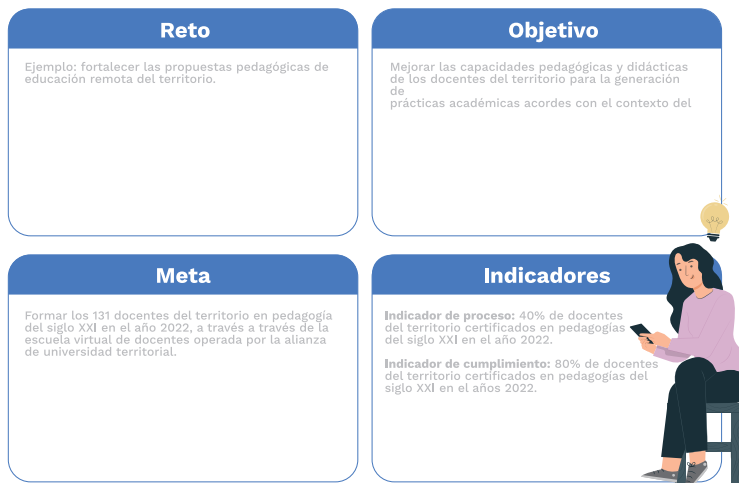 Reto
Ejemplo: fortalecer las propuestas pedagógicas de
educación remota del territorio.
Objetivo
Mejorar las capacidades pedagógicas y didácticas
de los docentes del territorio para la generación
de
prácticas académicas acordes con el contexto del
Meta
Formar los 131 docentes del territorio en pedagogía
del siglo XXI en el año 2022, a través a través de la
escuela virtual de docentes operada por la alianza
de universidad territorial.
Indicadores
Indicador de proceso: 40% de docentes
del territorio certificados en pedagogías
del siglo XXI en el año 2022.
Indicador de cumplimiento: 80% de docentes
del territorio certificados en pedagogías del
siglo XXI en el años 2022.